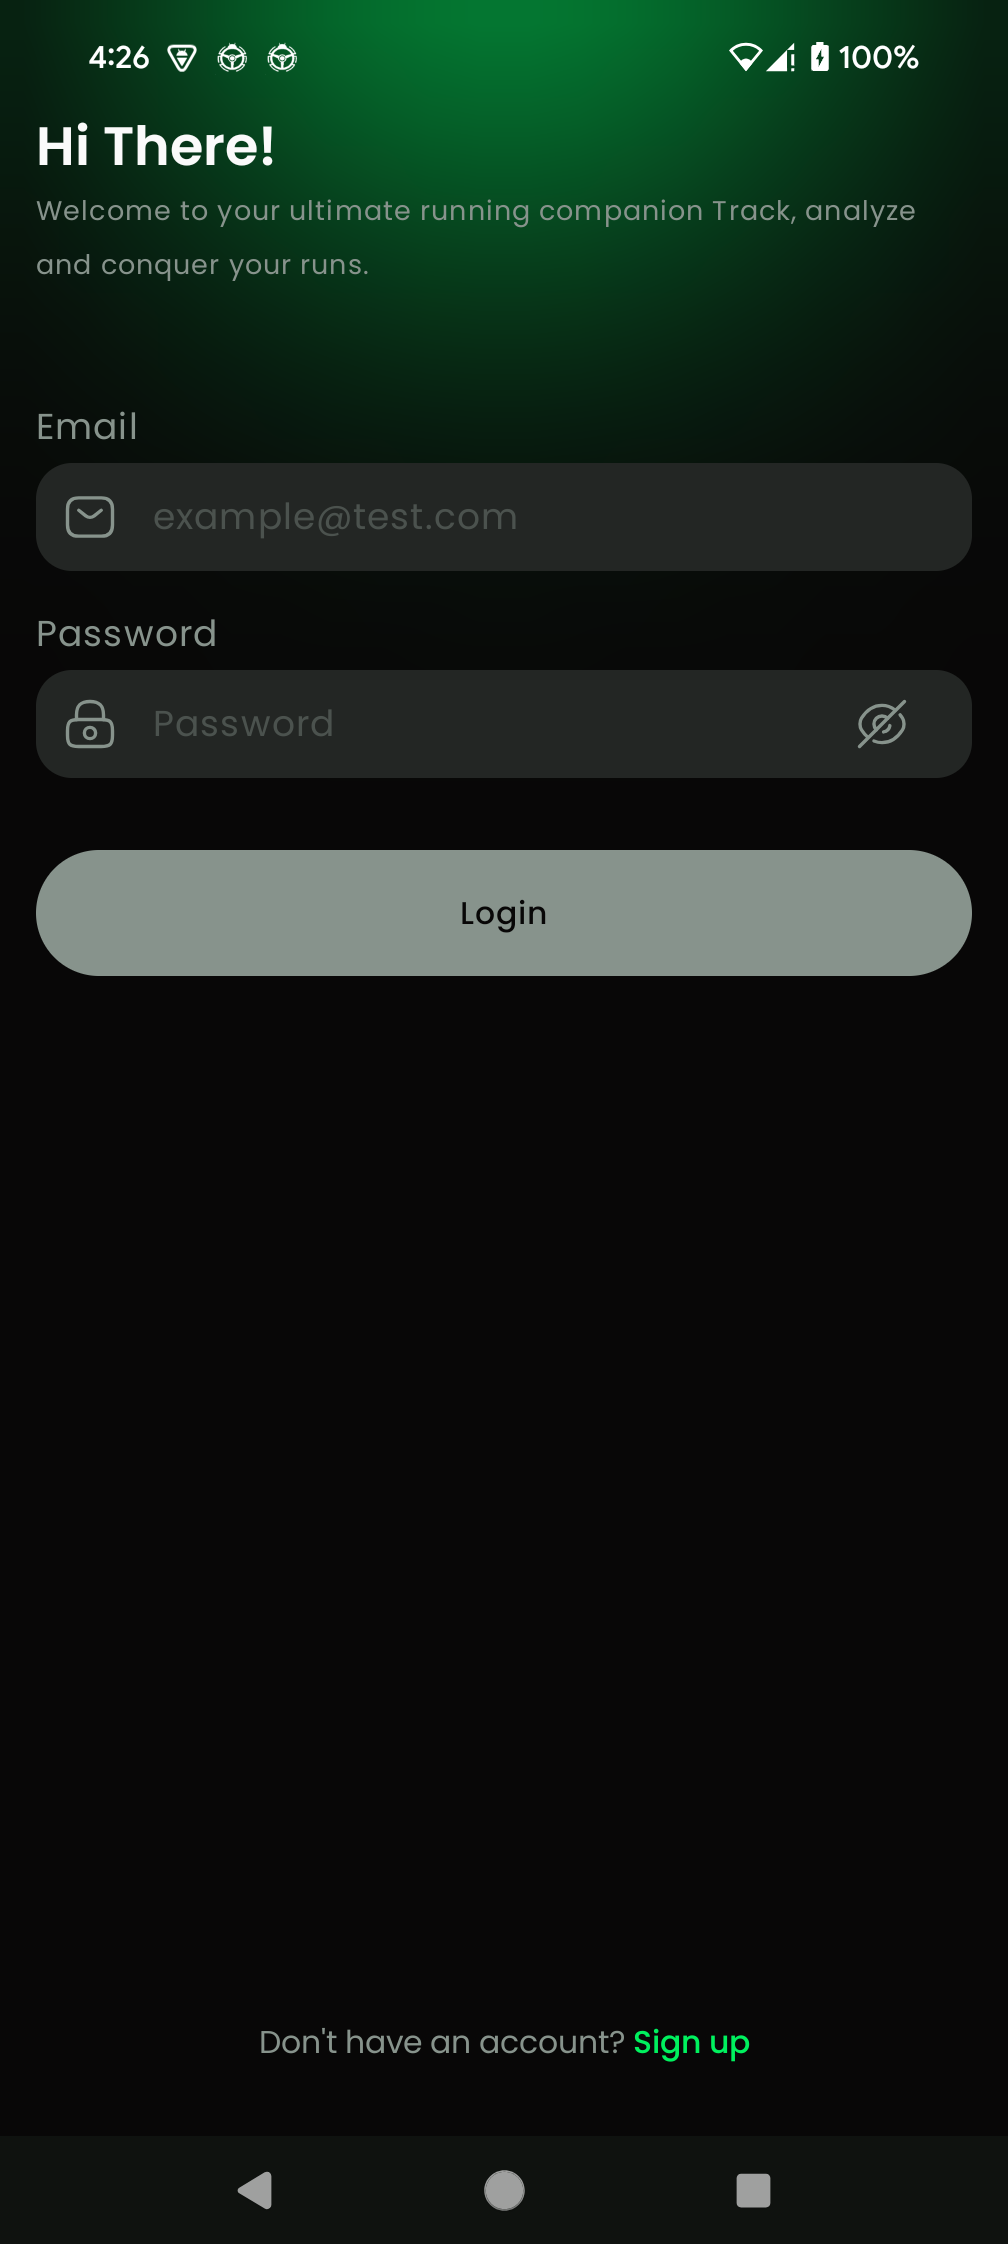 4:26 100%
Hi There!
Welcome to your ultimate running companion Track, analyze
and conquer your runs.
Email
example@test.com
Password
Password
Login
Don't have an account? Sign up